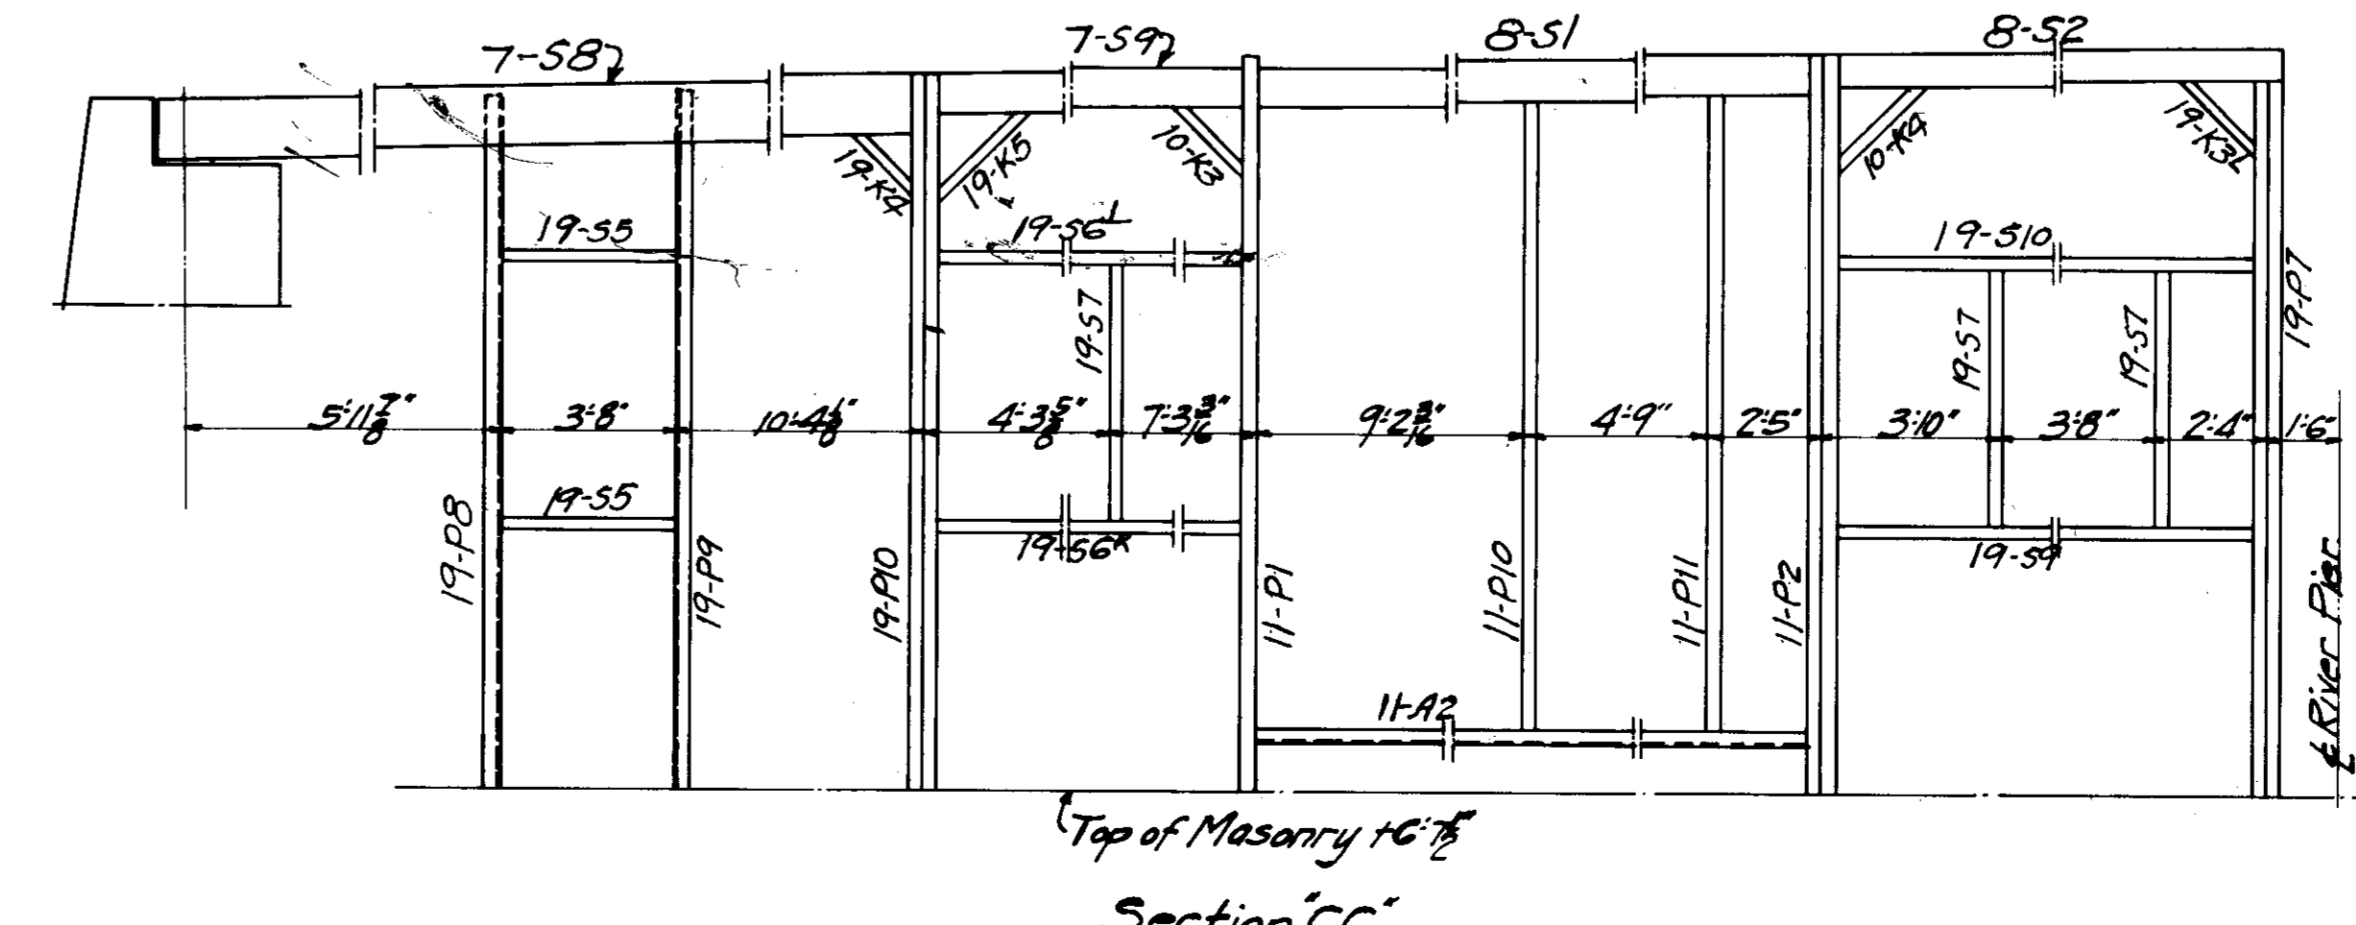 7-S8 7-S9 8-S1 8-S2
19-K4 19-K5 10-K3 10-K4 19-K3L
19-S5 19-S6 19-S10
19-S7 19-S7 19-S7 19-P7
5'-11 7/8" 3'-8" 10'-4 1/8" 4'-3 5/8" 7'-3 3/16" 9'-2 3/16" 4'-9" 2'-5" 3'-10" 3'-8" 2'-4" 1'-6"
19-S5 19-S6 19-S9
19-P8 19-P9 19-P10 11-P1 11-P10 11-P11 11-P2 ℄ River Pier
11-A2
Top of Masonry +6'-7 1/2"
Section "CC"